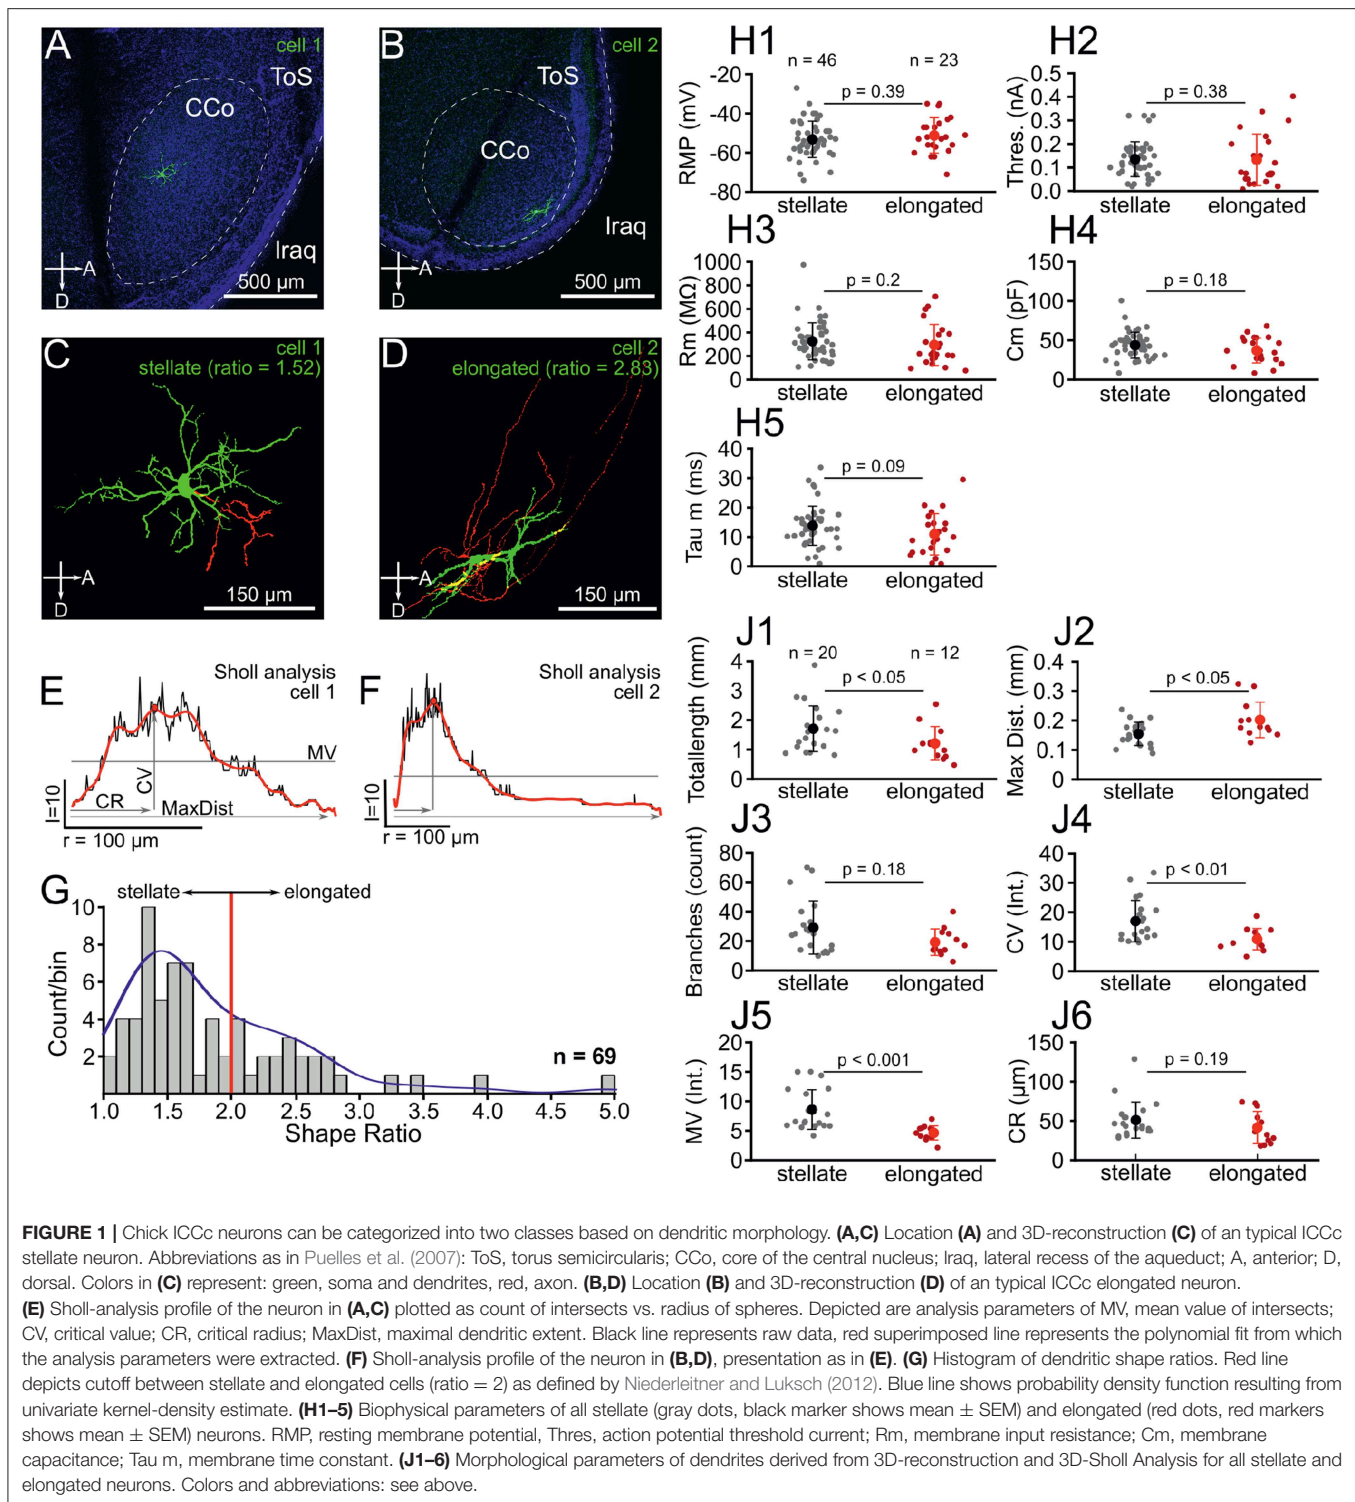 A
cell 1
ToS
CCo
Iraq
A
D
500 µm
B
cell 2
ToS
CCo
Iraq
A
D
500 µm
C
cell 1
stellate (ratio = 1.52)
A
D
150 µm
D
cell 2
elongated (ratio = 2.83)
A
D
150 µm
E
Sholl analysis
cell 1
MV
CV
CR
MaxDist
I=10
r = 100 µm
F
Sholl analysis
cell 2
I=10
r = 100 µm
G
stellate
elongated
Count/bin
10
8
6
4
2
n = 69
1.0 1.5 2.0 2.5 3.0 3.5 4.0 4.5 5.0
Shape Ratio
H1
n = 46 n = 23
RMP (mV)
-20
-40
-60
-80
p = 0.39
stellate elongated
H2
Thres. (nA)
0.5
0.4
0.3
0.2
0.1
0.0
p = 0.38
stellate elongated
H3
Rm (MΩ)
1000
800
600
400
200
0
p = 0.2
stellate elongated
H4
Cm (pF)
150
100
50
0
p = 0.18
stellate elongated
H5
Tau m (ms)
40
30
20
10
0
p = 0.09
stellate elongated
J1
n = 20 n = 12
Totallength (mm)
4
3
2
1
0
p < 0.05
stellate elongated
J2
Max Dist. (mm)
0.4
0.3
0.2
0.1
0
p < 0.05
stellate elongated
J3
Branches (count)
80
60
40
20
0
p = 0.18
stellate elongated
J4
CV (Int.)
40
30
20
10
0
p < 0.01
stellate elongated
J5
MV (Int.)
20
15
10
5
0
p < 0.001
stellate elongated
J6
CR (µm)
150
100
50
0
p = 0.19
stellate elongated
FIGURE 1 | Chick ICCc neurons can be categorized into two classes based on dendritic morphology. (A,C) Location (A) and 3D-reconstruction (C) of an typical ICCc
stellate neuron. Abbreviations as in Puelles et al. (2007): ToS, torus semicircularis; CCo, core of the central nucleus; Iraq, lateral recess of the aqueduct; A, anterior; D,
dorsal. Colors in (C) represent: green, soma and dendrites, red, axon. (B,D) Location (B) and 3D-reconstruction (D) of an typical ICCc elongated neuron.
(E) Sholl-analysis profile of the neuron in (A,C) plotted as count of intersects vs. radius of spheres. Depicted are analysis parameters of MV, mean value of intersects;
CV, critical value; CR, critical radius; MaxDist, maximal dendritic extent. Black line represents raw data, red superimposed line represents the polynomial fit from which
the analysis parameters were extracted. (F) Sholl-analysis profile of the neuron in (B,D), presentation as in (E). (G) Histogram of dendritic shape ratios. Red line
depicts cutoff between stellate and elongated cells (ratio = 2) as defined by Niederleitner and Luksch (2012). Blue line shows probability density function resulting from
univariate kernel-density estimate. (H1–5) Biophysical parameters of all stellate (gray dots, black marker shows mean ± SEM) and elongated (red dots, red markers
shows mean ± SEM) neurons. RMP, resting membrane potential, Thres, action potential threshold current; Rm, membrane input resistance; Cm, membrane
capacitance; Tau m, membrane time constant. (J1–6) Morphological parameters of dendrites derived from 3D-reconstruction and 3D-Sholl Analysis for all stellate and
elongated neurons. Colors and abbreviations: see above.